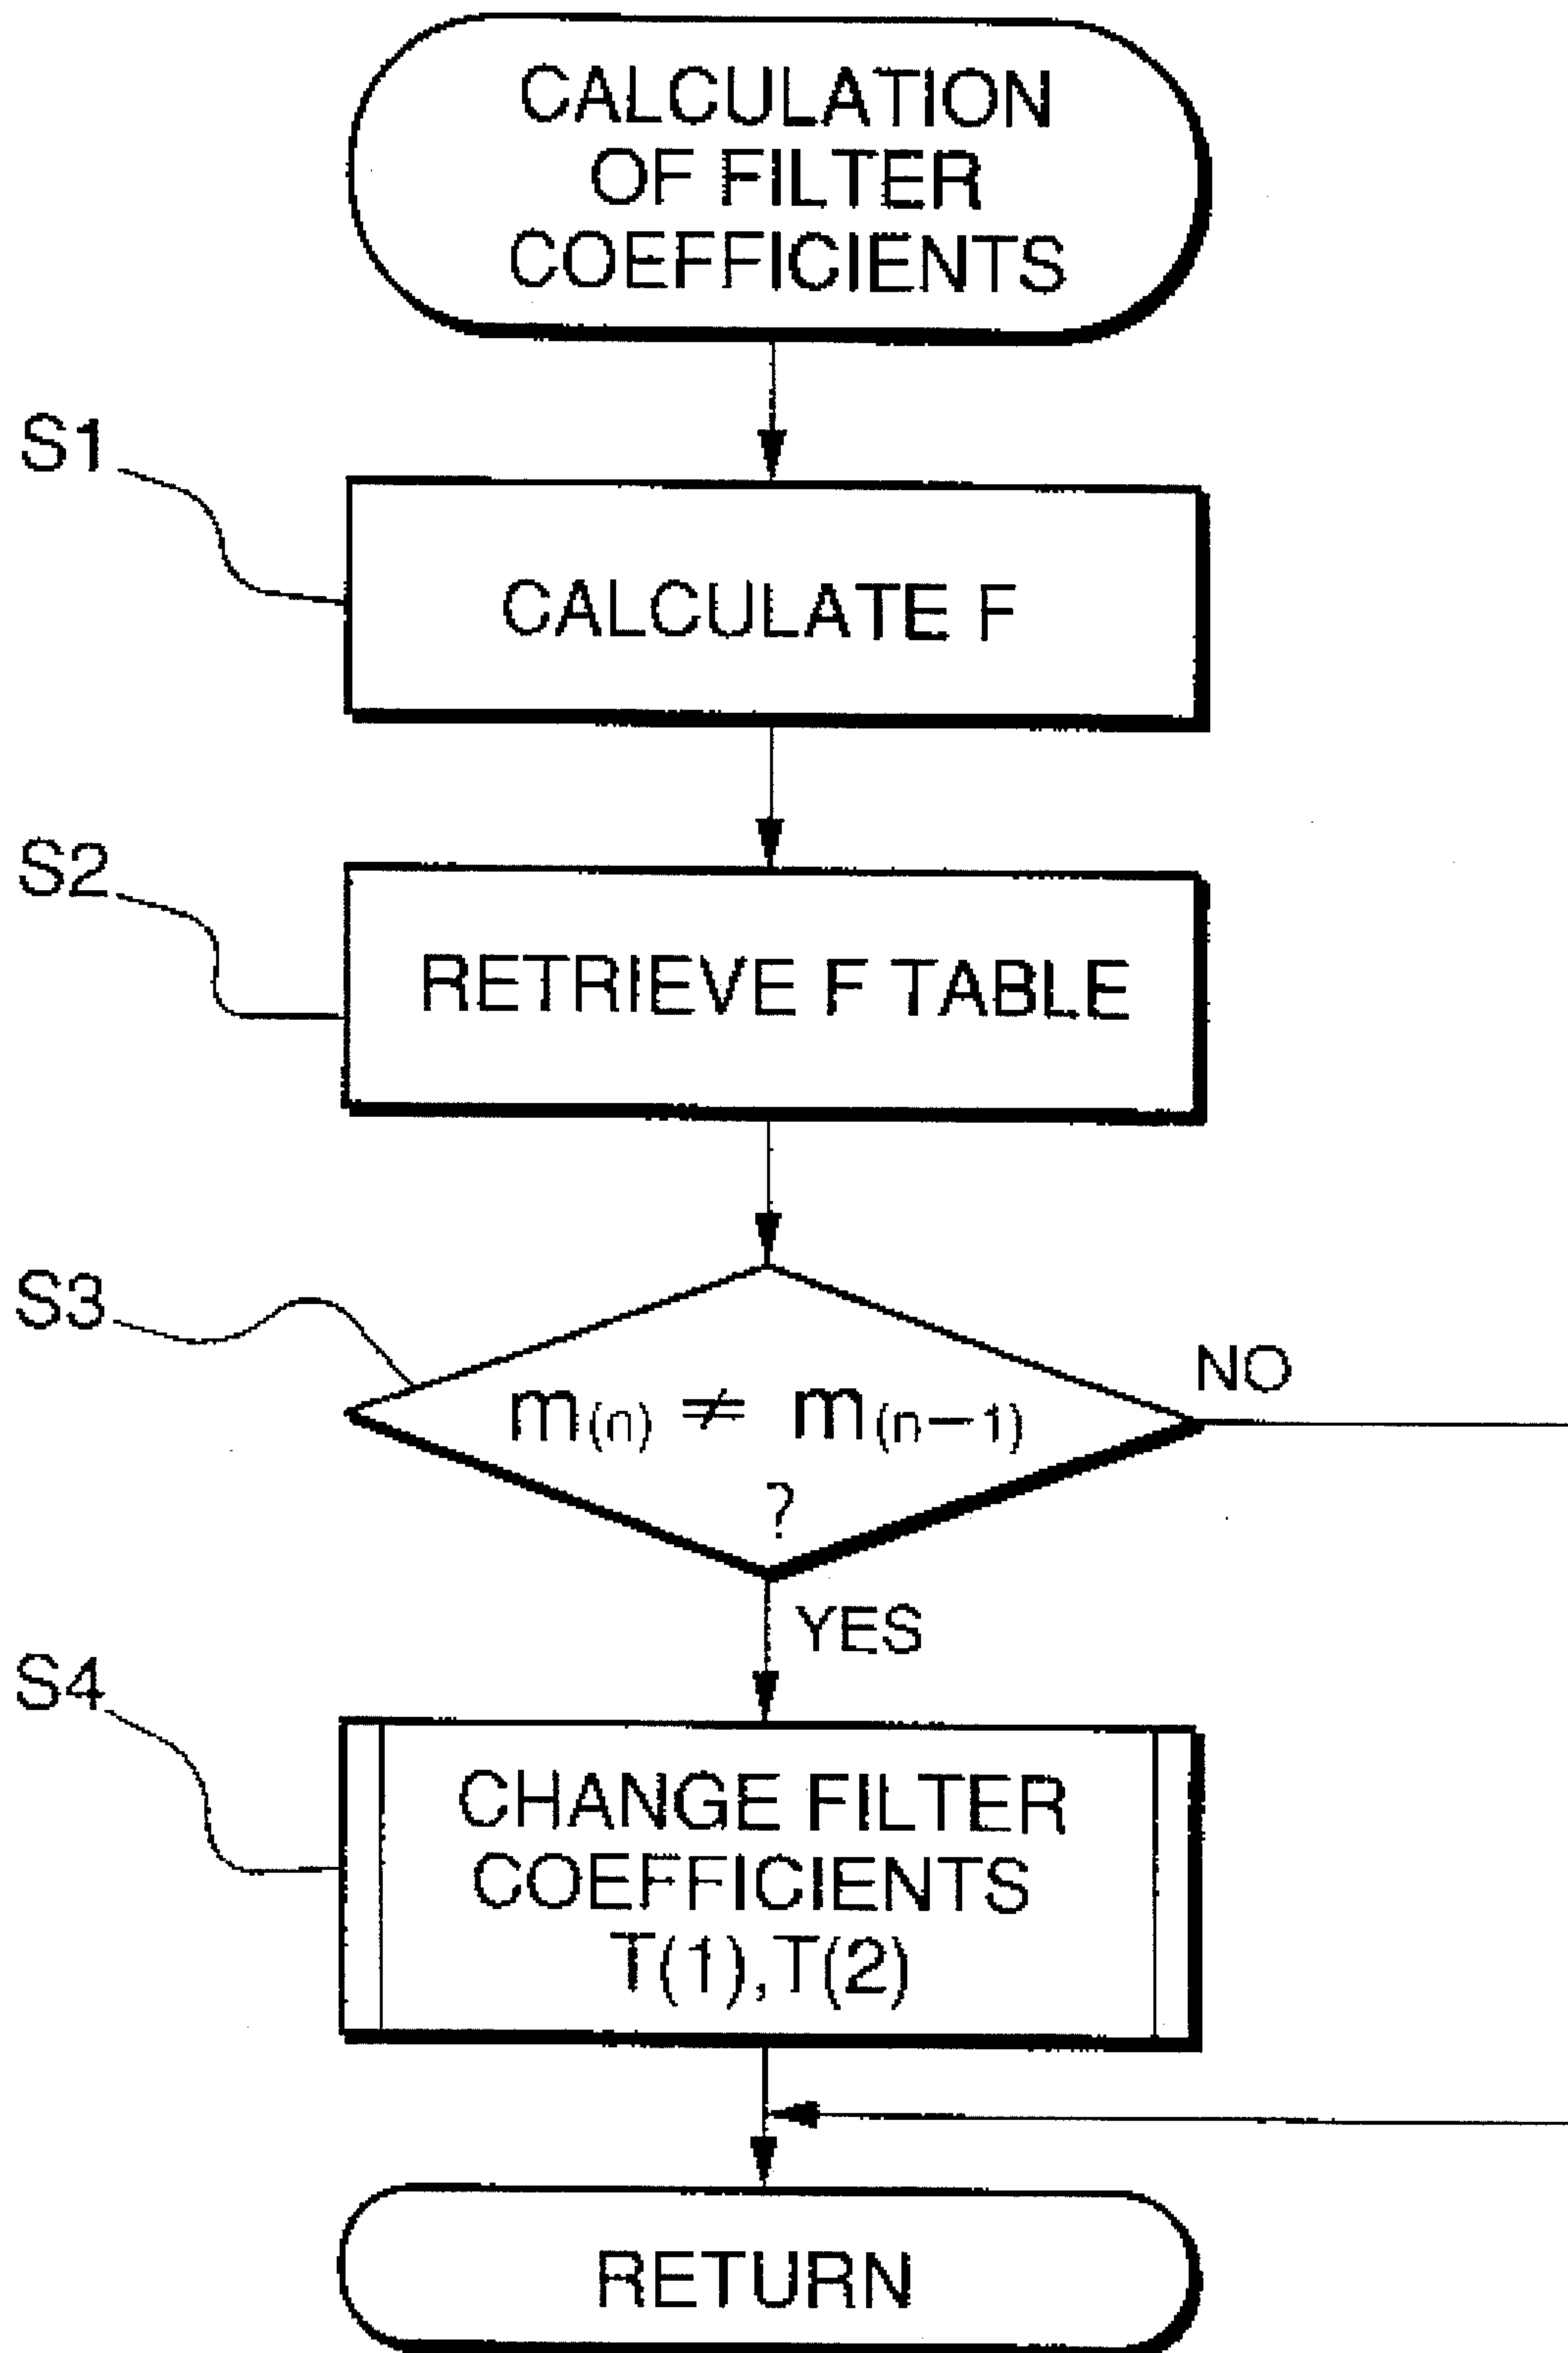 CALCULATION
OF FILTER
COEFFICIENTS
S1
CALCULATE F
S2
RETRIEVE F TABLE
S3
m(n) ≠ m(n−1)
?
NO
YES
S4
CHANGE FILTER
COEFFICIENTS
T(1),T(2)
RETURN